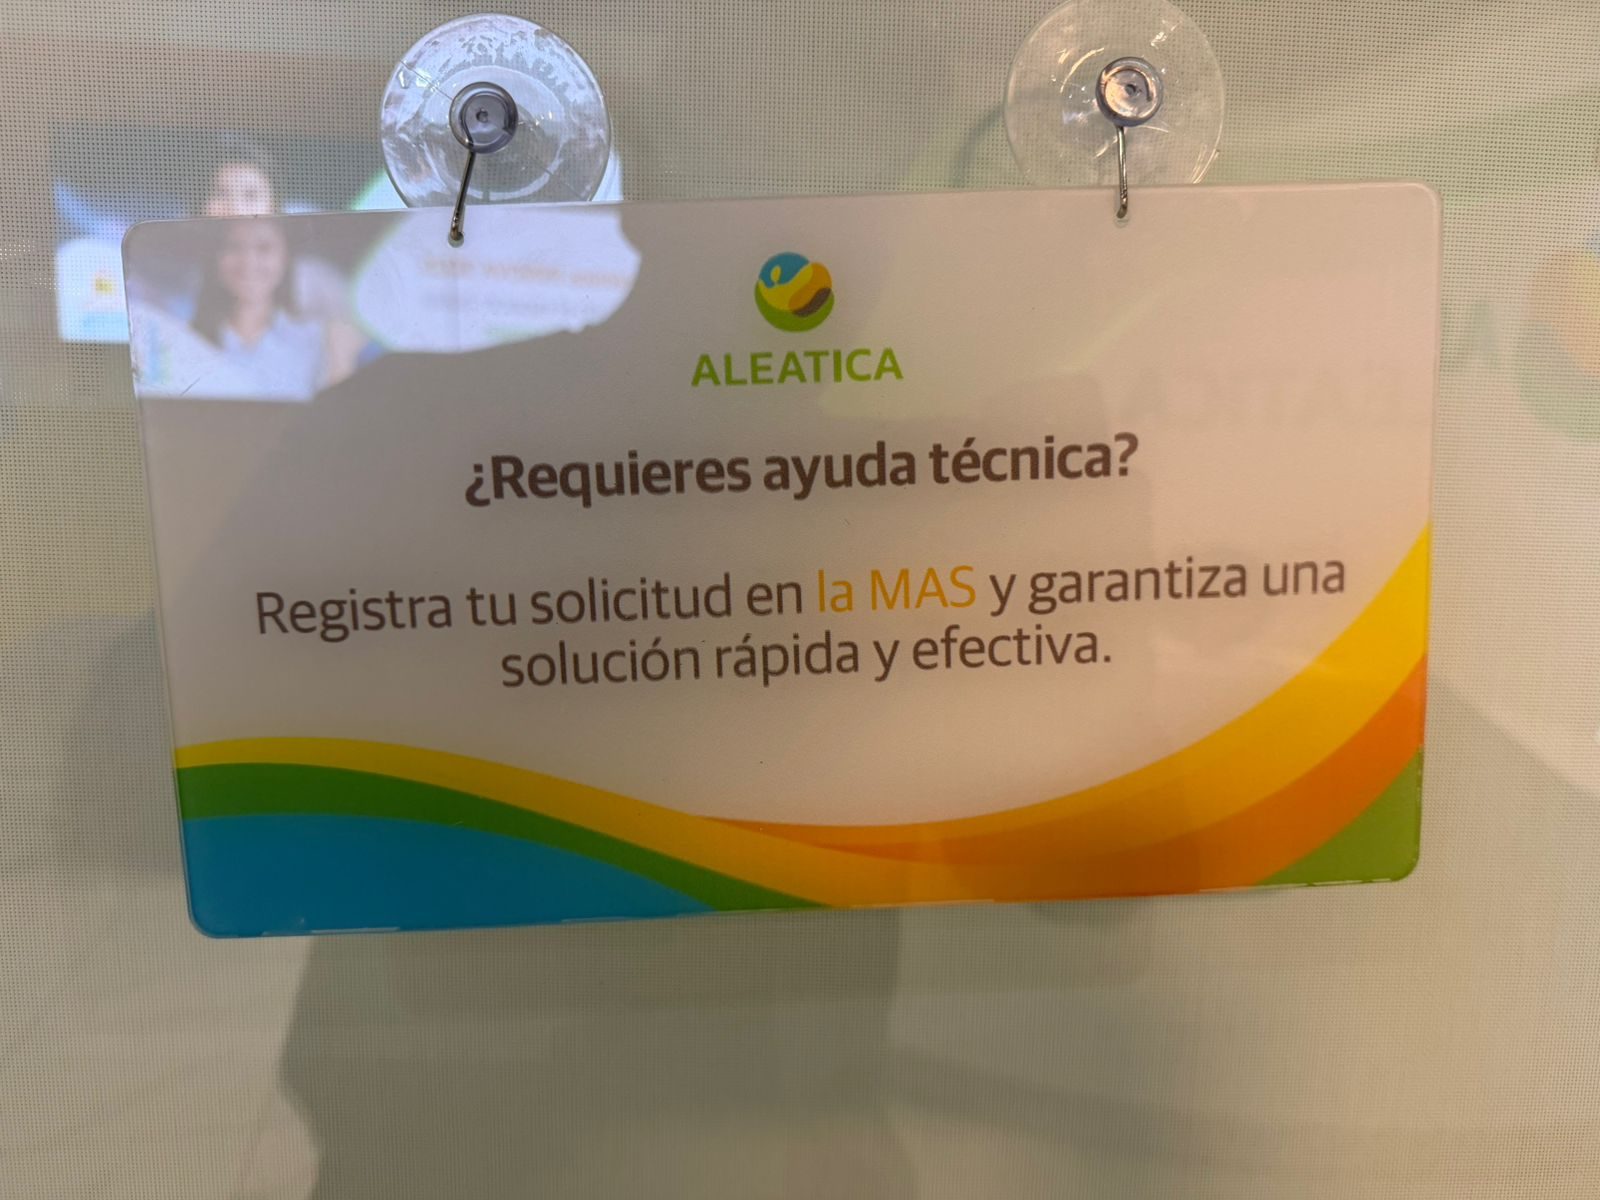 ALEATICA
¿Requieres ayuda técnica?
Registra tu solicitud en la MAS y garantiza una
solución rápida y efectiva.